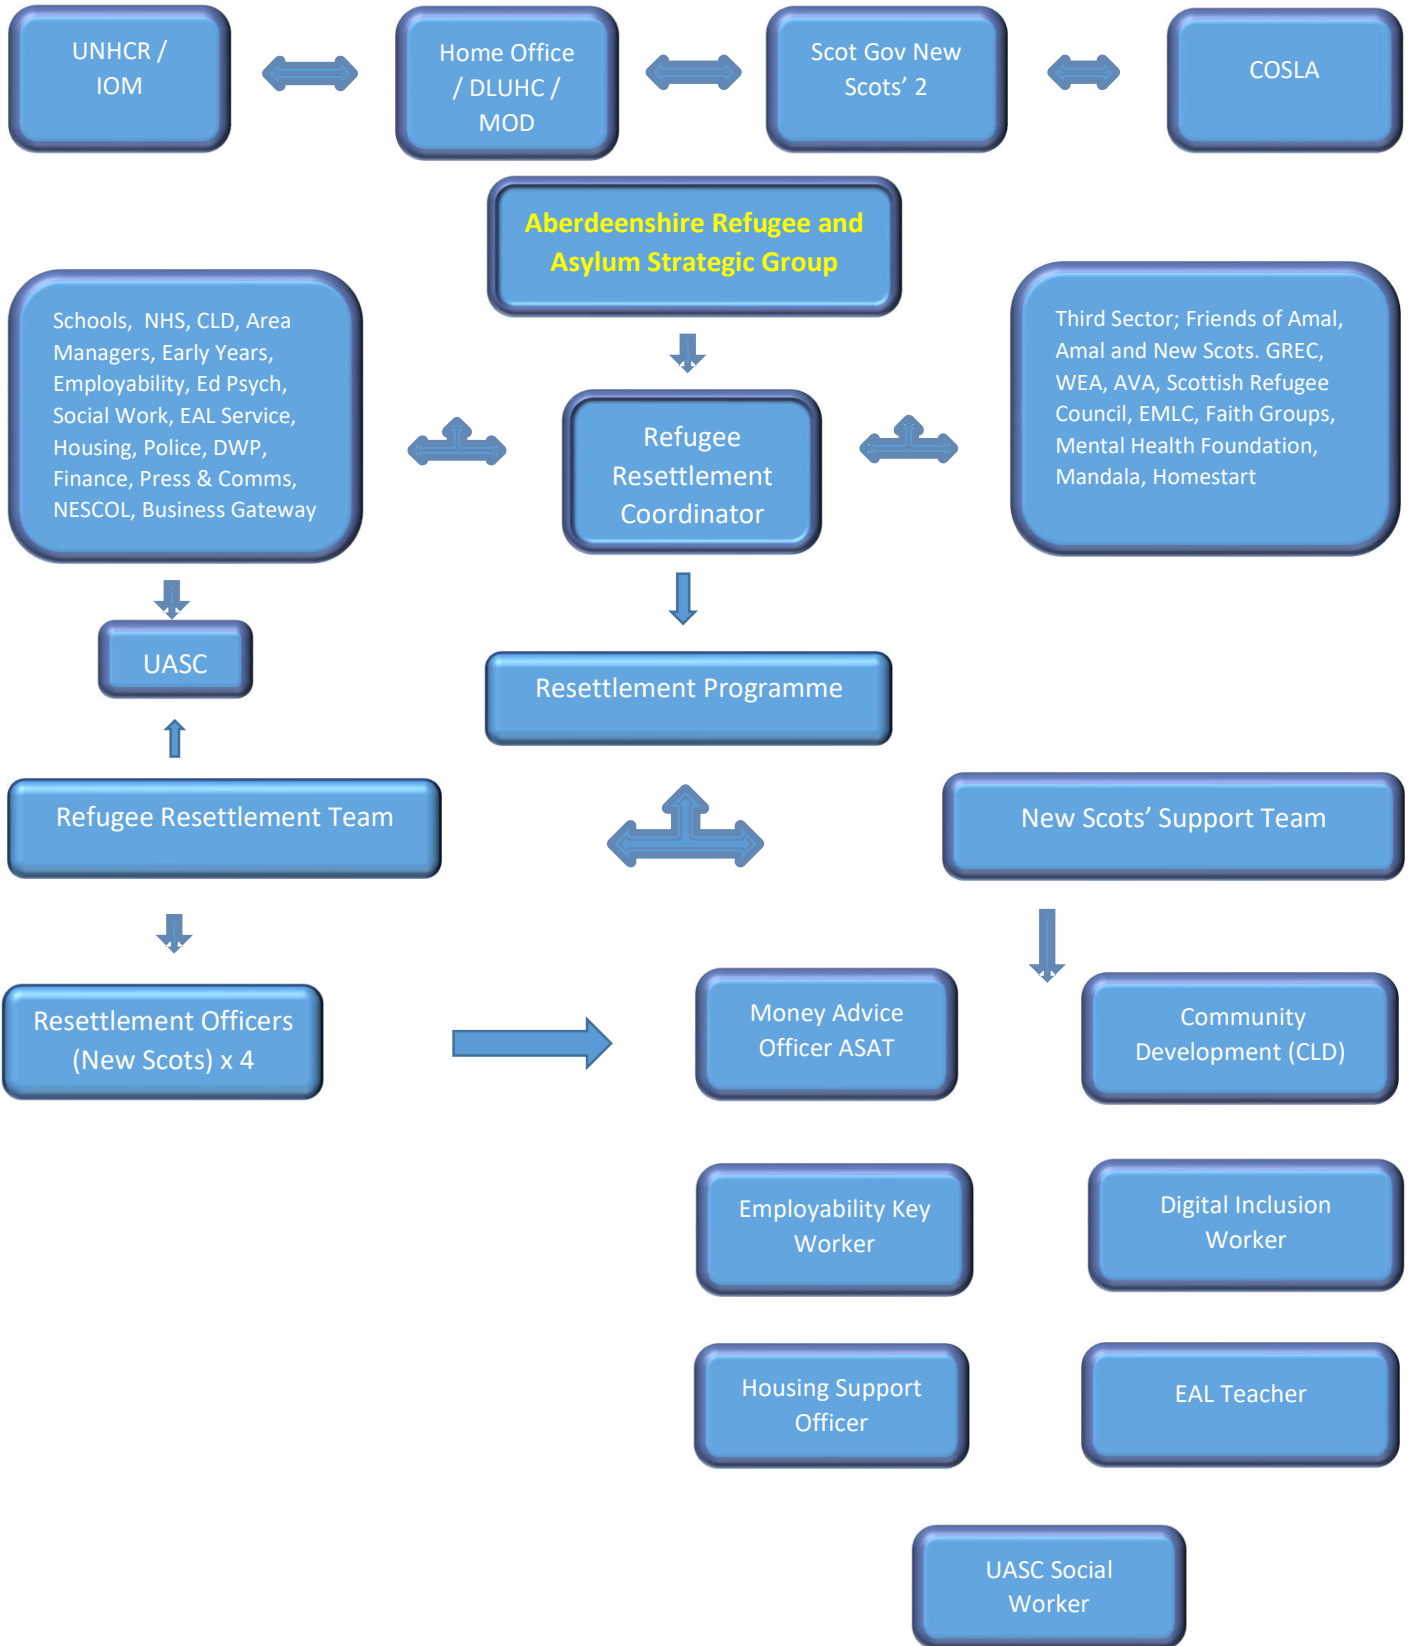 UNHCR /
IOM
Home Office
/ DLUHC /
MOD
Scot Gov New
Scots’ 2
COSLA
Aberdeenshire Refugee and
Asylum Strategic Group
Schools, NHS, CLD, Area
Managers, Early Years,
Employability, Ed Psych,
Social Work, EAL Service,
Housing, Police, DWP,
Finance, Press & Comms,
NESCOL, Business Gateway
Refugee
Resettlement
Coordinator
Third Sector; Friends of Amal,
Amal and New Scots. GREC,
WEA, AVA, Scottish Refugee
Council, EMLC, Faith Groups,
Mental Health Foundation,
Mandala, Homestart
UASC
Resettlement Programme
Refugee Resettlement Team
New Scots’ Support Team
Resettlement Officers
(New Scots) x 4
Money Advice
Officer ASAT
Community
Development (CLD)
Employability Key
Worker
Digital Inclusion
Worker
Housing Support
Officer
EAL Teacher
UASC Social
Worker